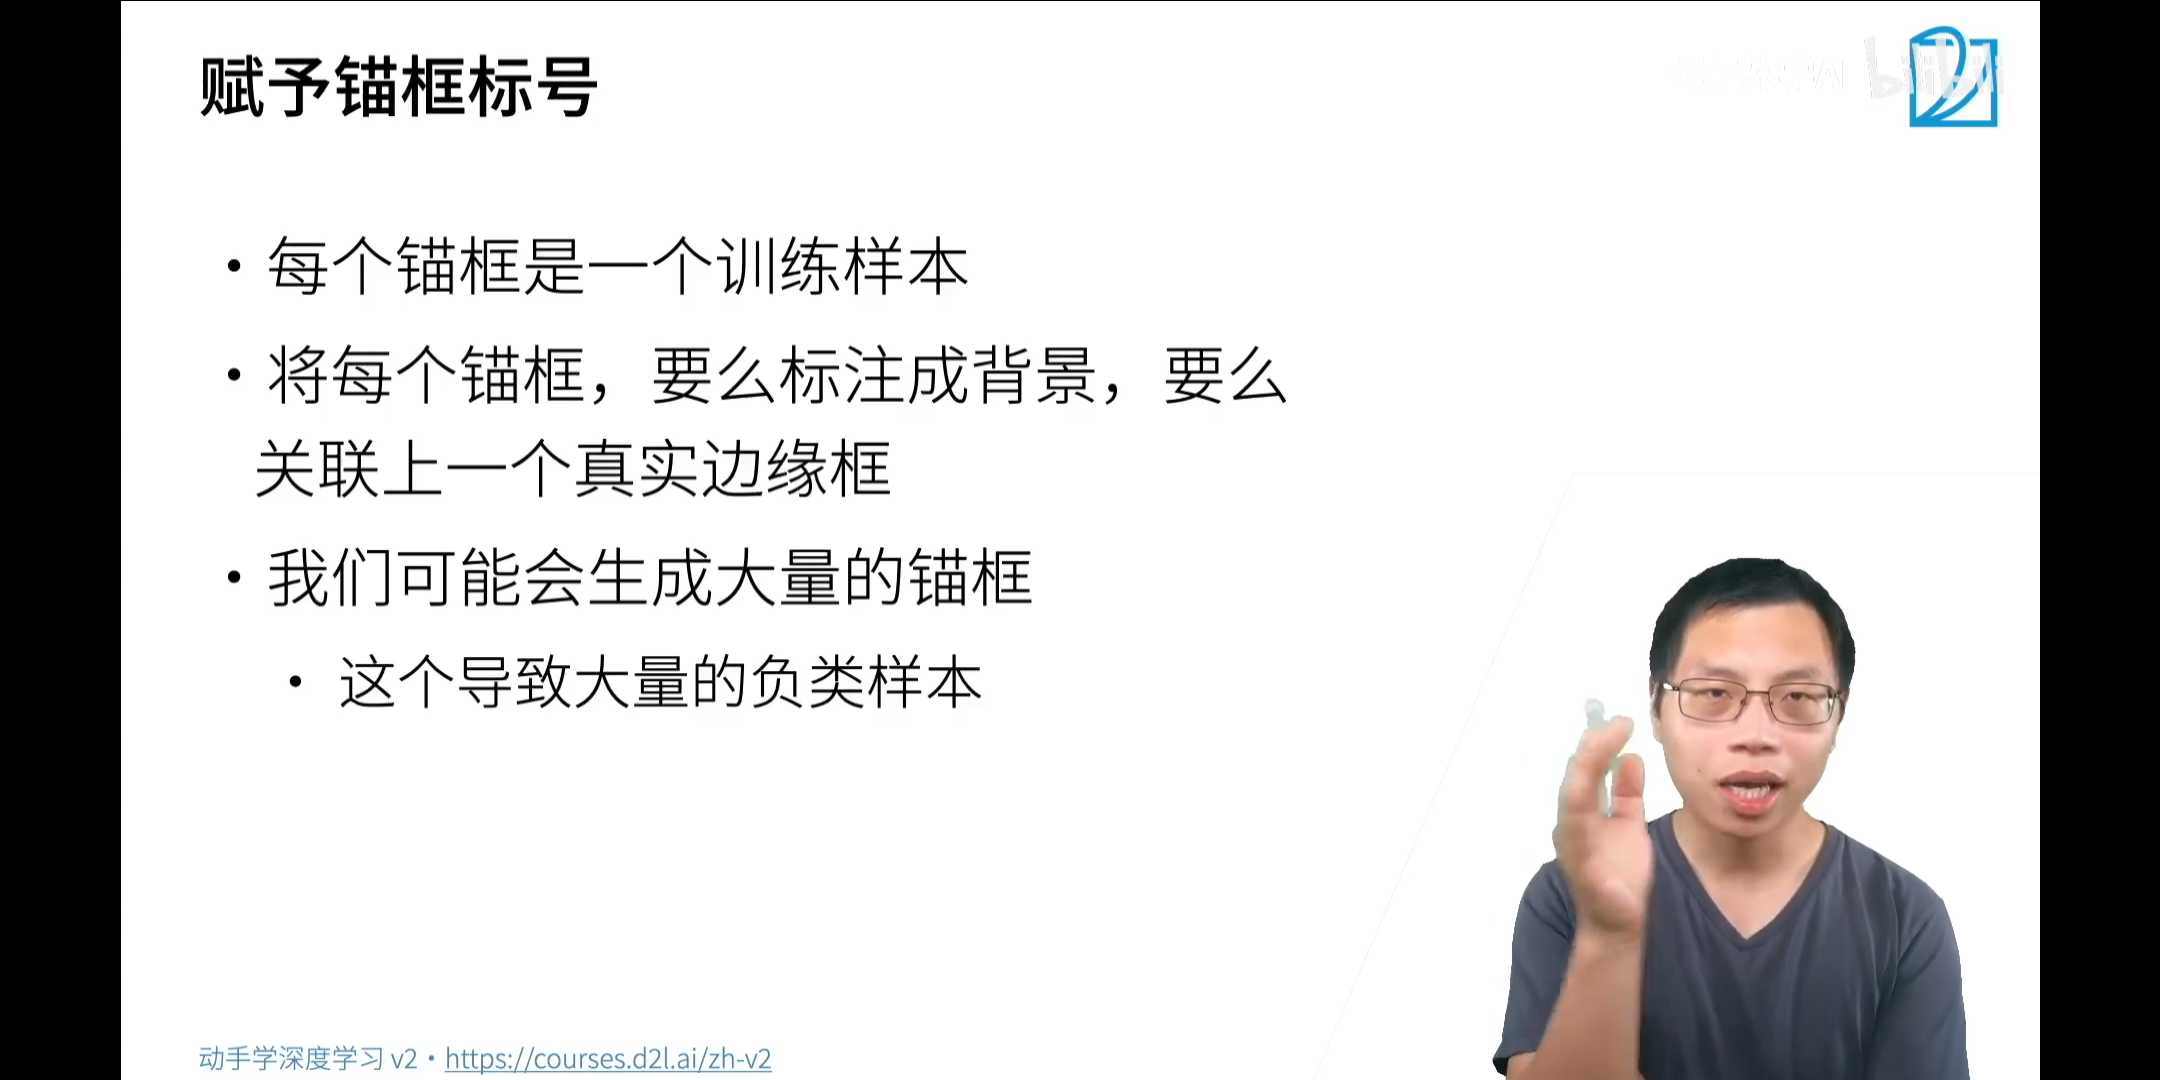 赋予锚框标号
bilibili
• 每个锚框是一个训练样本
• 将每个锚框，要么标注成背景，要么
关联上一个真实边缘框
• 我们可能会生成大量的锚框
• 这个导致大量的负类样本
动手学深度学习 v2 • https://courses.d2l.ai/zh-v2